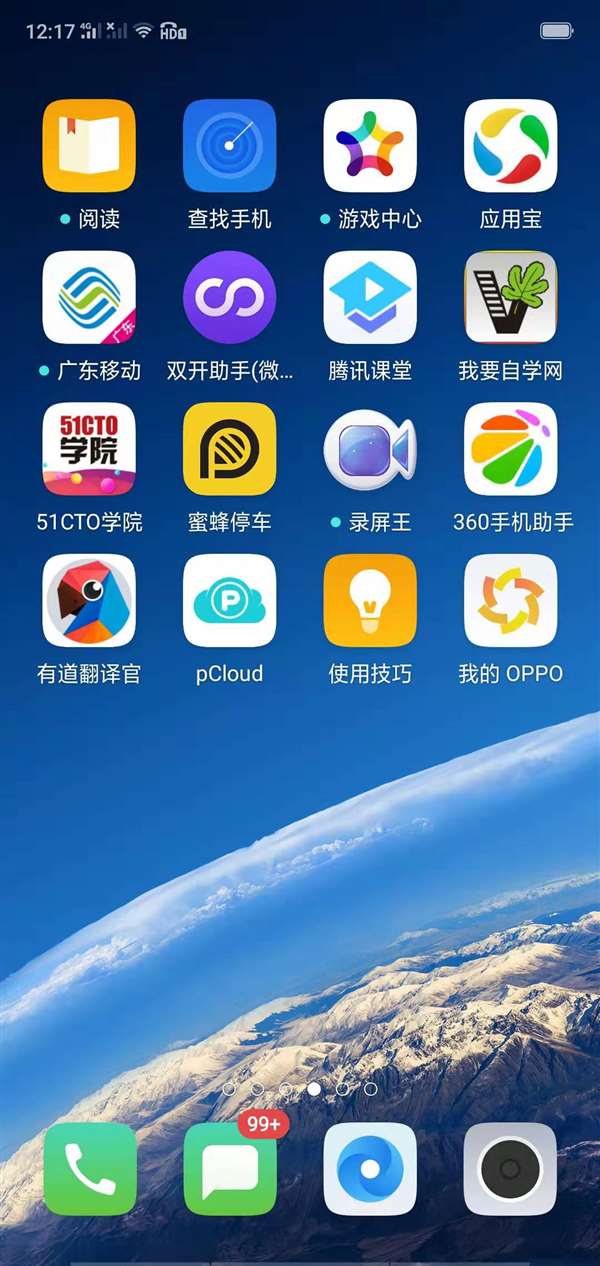 12:17 4G HD1
阅读 查找手机 游戏中心 应用宝
广东
广东移动 双开助手(微... 腾讯课堂 我要自学网
51CTO
学院
51CTO学院 蜜蜂停车 录屏王 360手机助手
P
有道翻译官 pCloud 使用技巧 我的 OPPO
99+